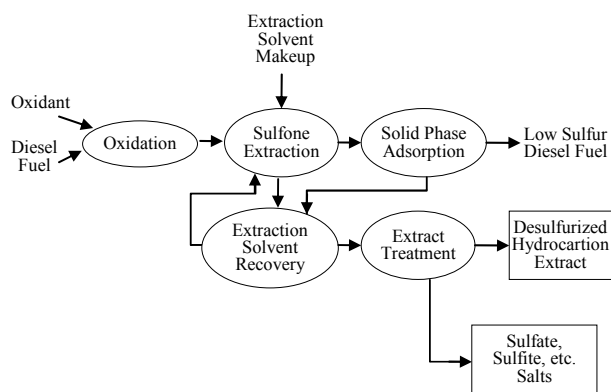 Extraction
Solvent
Makeup
Oxidant
Diesel
Fuel
Oxidation
Sulfone
Extraction
Solid Phase
Adsorption
Low Sulfur
Diesel Fuel
Extraction
Solvent
Recovery
Extract
Treatment
Desulfurized
Hydrocartion
Extract
Sulfate,
Sulfite, etc.
Salts